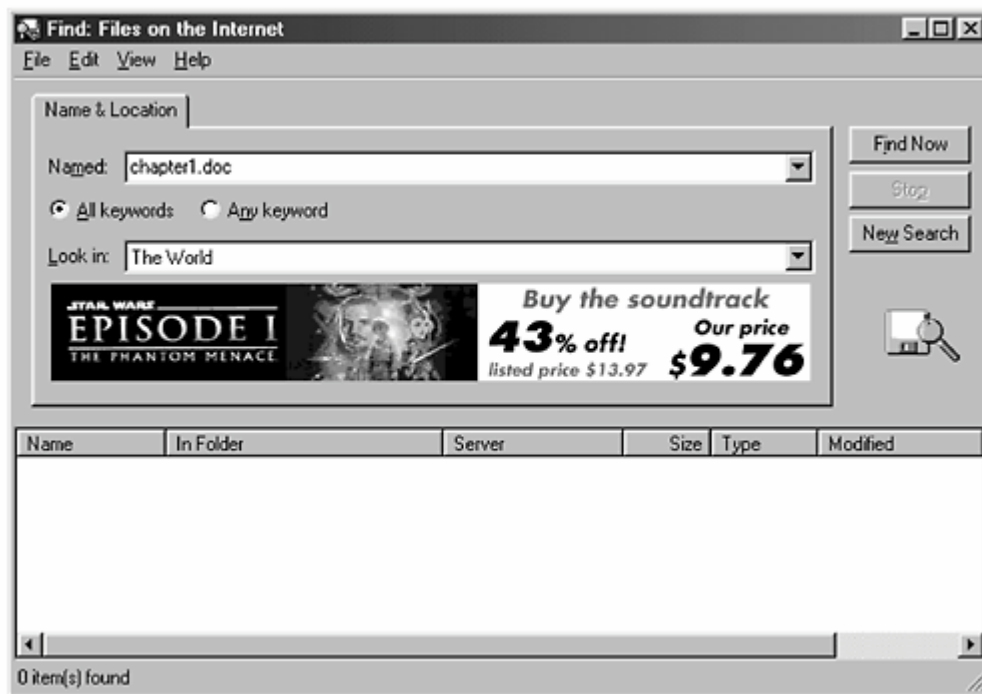 Find: Files on the Internet
File Edit View Help
Name & Location
Named: chapter1.doc
All keywords Any keyword
Look in: The World
STAR WARS
EPISODE I
THE PHANTOM MENACE
Buy the soundtrack
43% off!
listed price $13.97
Our price
$9.76
Find Now
Stop
New Search
Name In Folder Server Size Type Modified
0 item(s) found